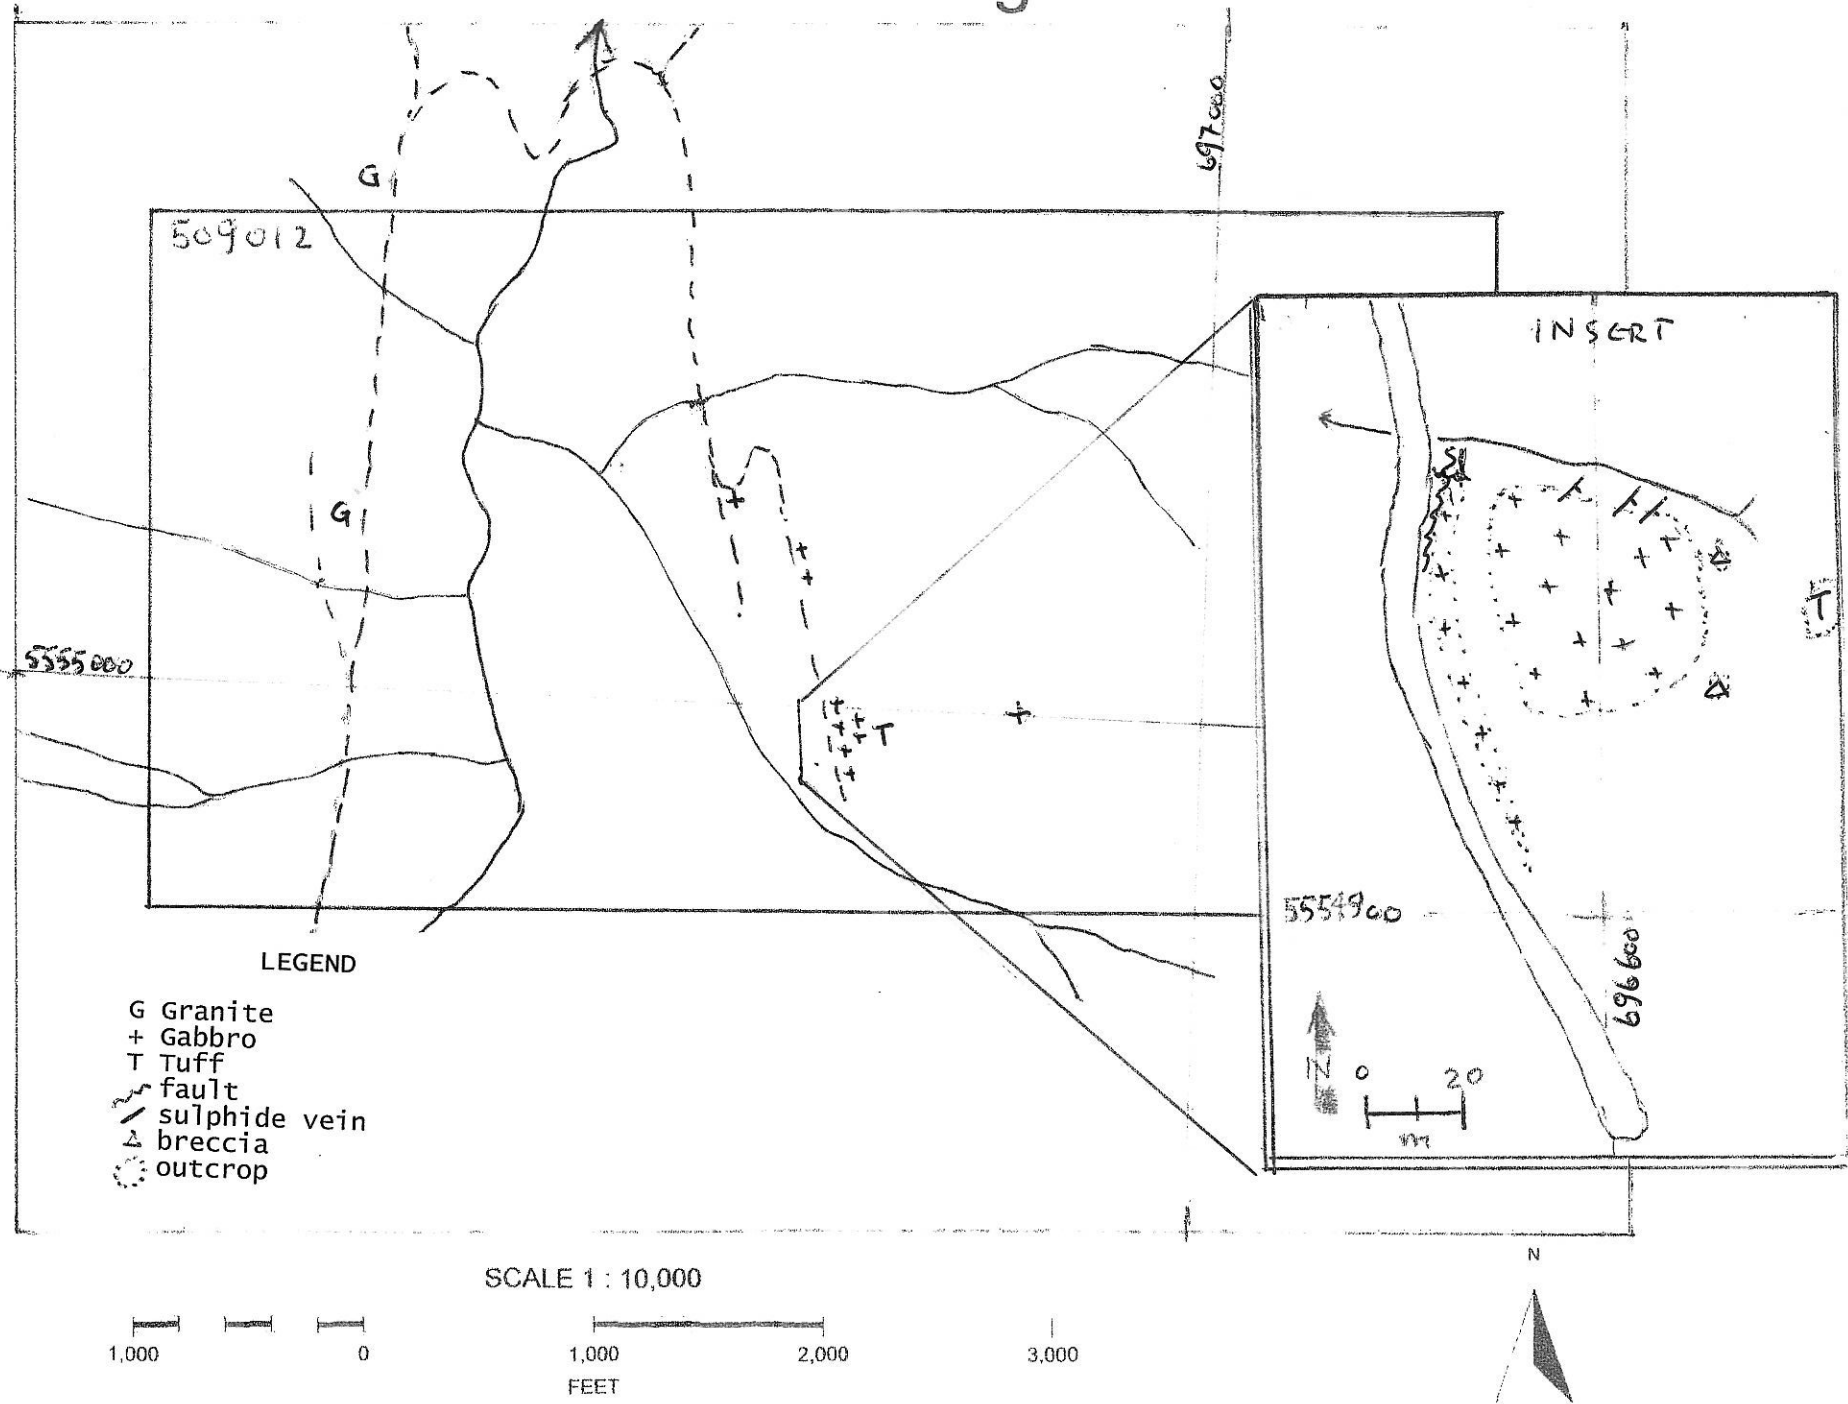 697000
G
509012
INSERT
G
T
5555000
T
5554900
696600
N
0 20
m
LEGEND
G Granite
+ Gabbro
T Tuff
fault
sulphide vein
breccia
outcrop
N
SCALE 1 : 10,000
1,000 0 1,000 2,000 3,000
FEET